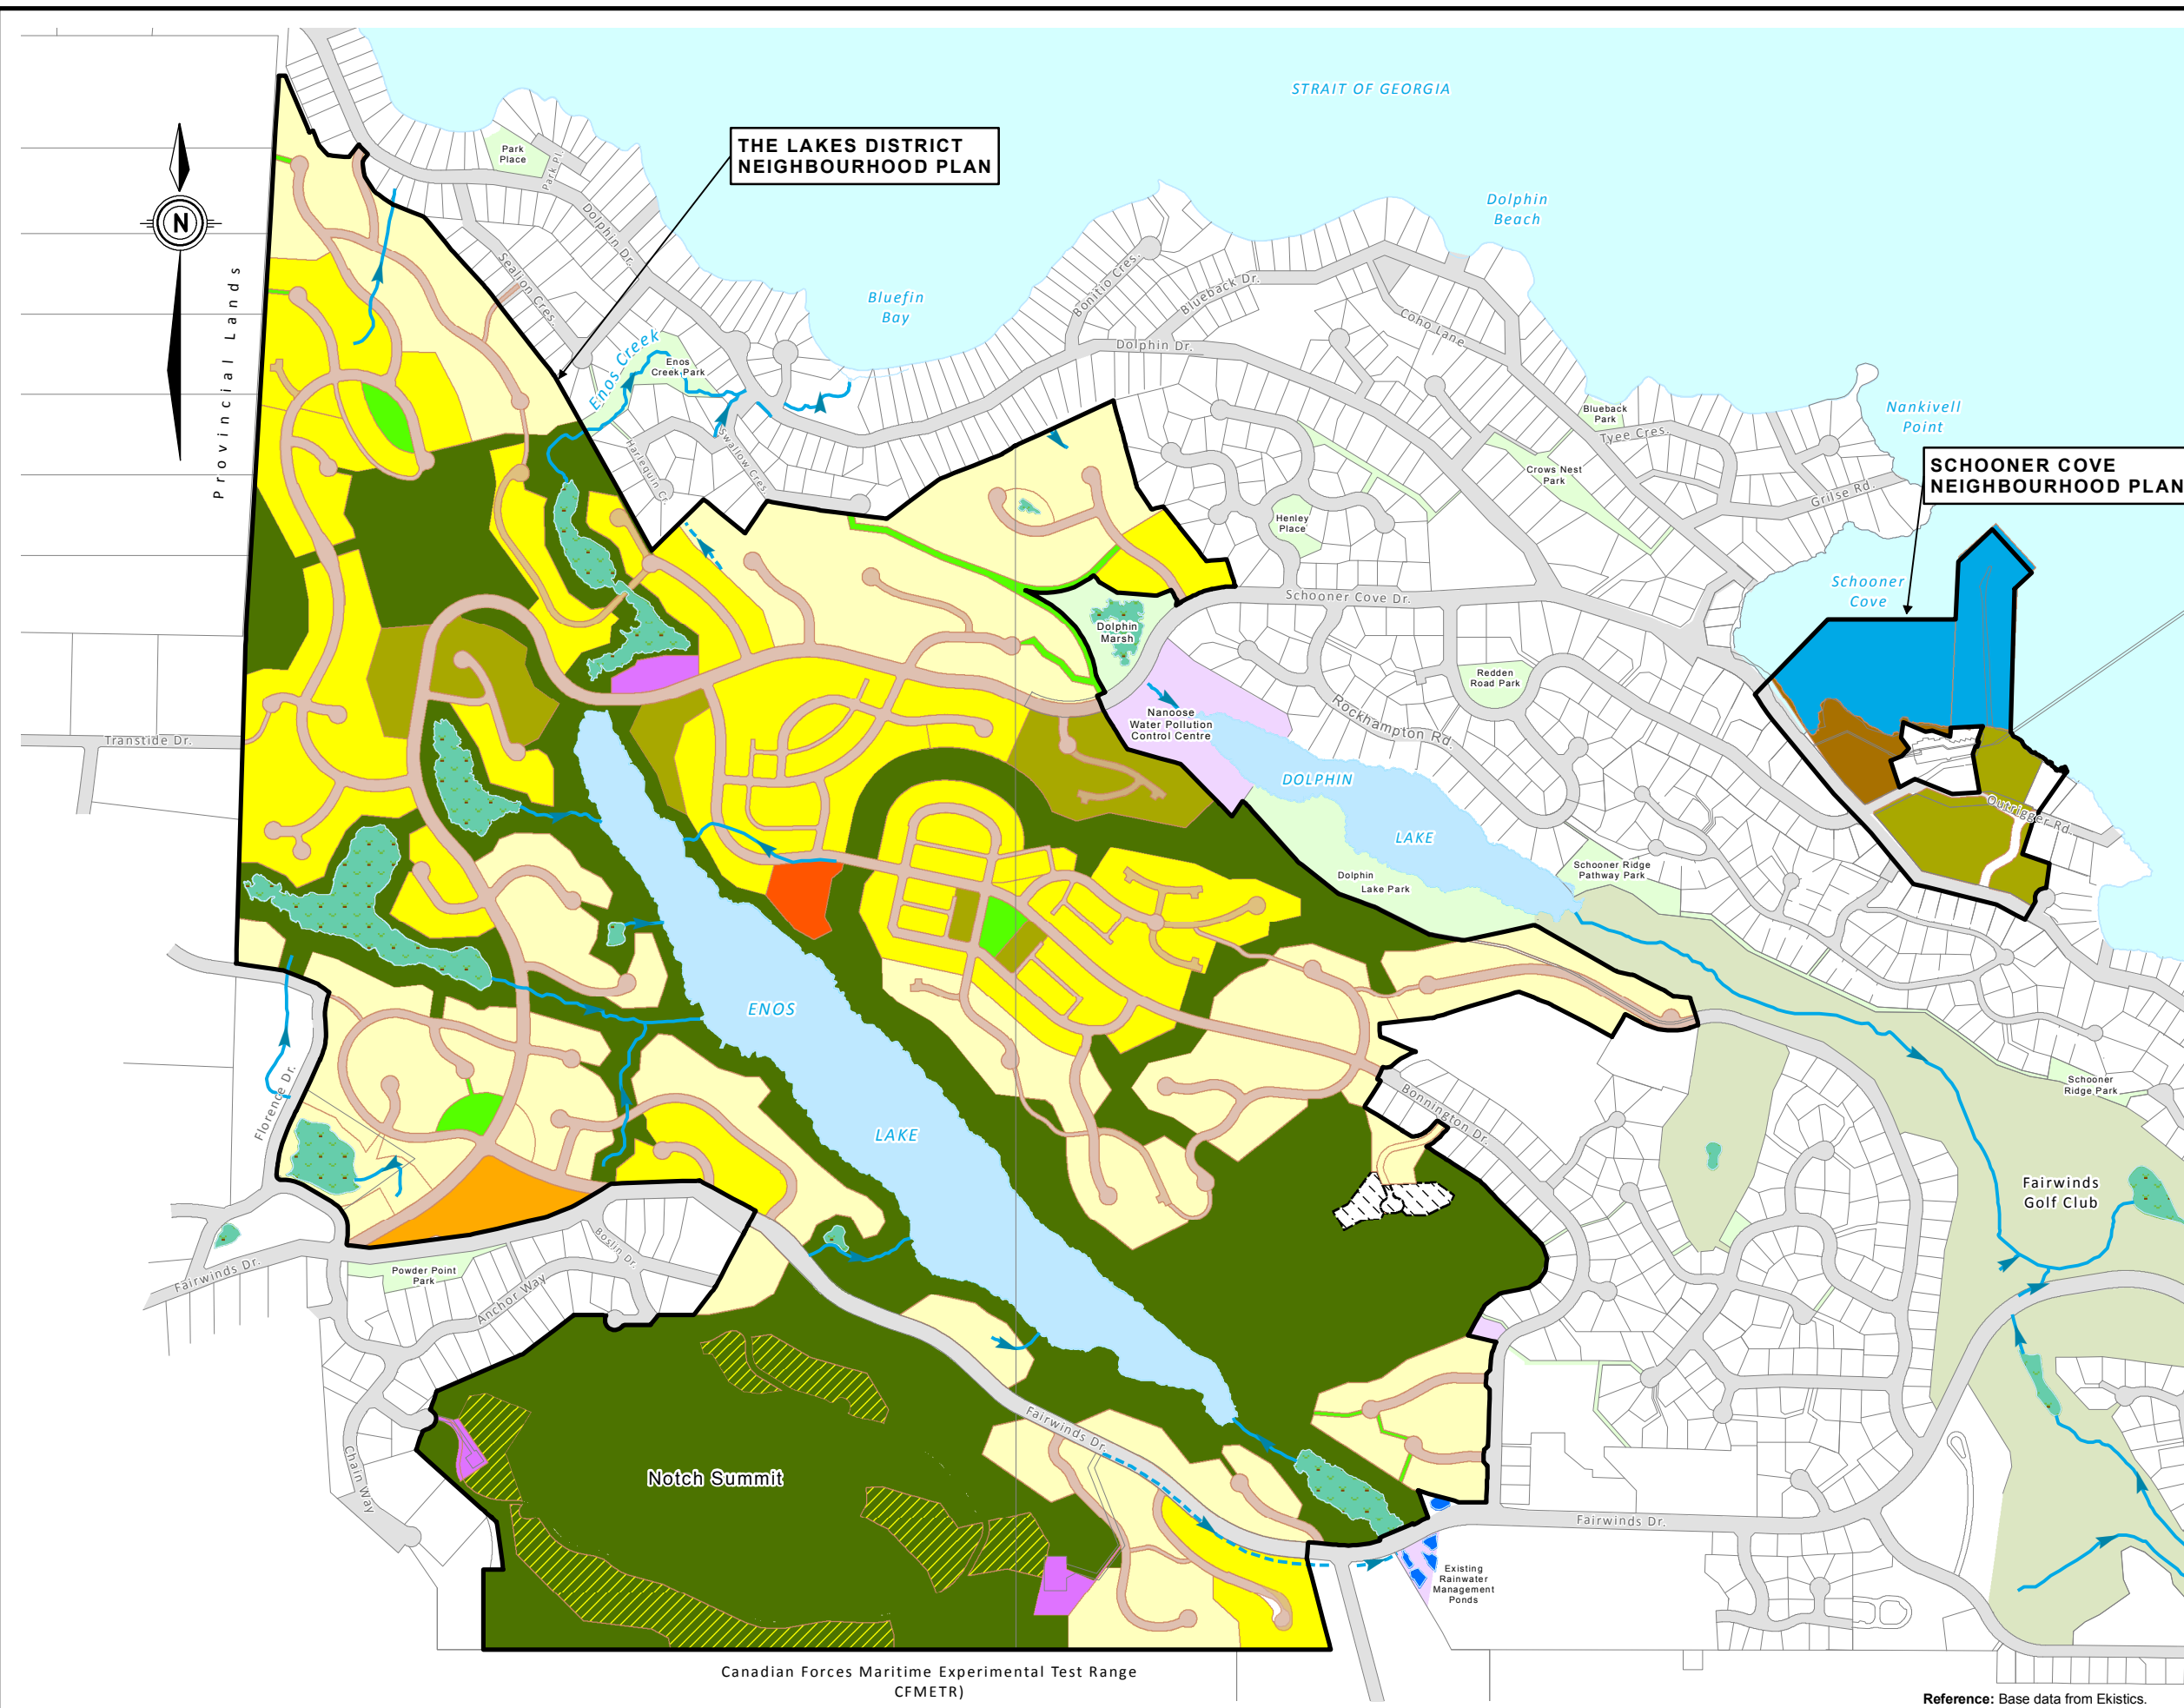 STRAIT OF GEORGIA
THE LAKES DISTRICT
NEIGHBOURHOOD PLAN
Park
Place
Park Pl.
Dolphin Dr.
Dolphin
Beach
N
Provincial Lands
Sealion Cres.
Bluefin
Bay
Bonitio Cres.
Blueback Dr.
Coho Lane
Dolphin Dr.
Enos Creek
Enos
Creek Park
Harlequin Ct.
Swallow Cres.
Blueback
Park
Tyee Cres.
Nankivell
Point
SCHOONER COVE
NEIGHBOURHOOD PLAN
Crows Nest
Park
Grilse Rd.
Henley
Place
Schooner
Cove
Schooner Cove Dr.
Dolphin
Marsh
Redden
Road Park
Nanoose
Water Pollution
Control Centre
Rockhampton Rd.
Transtide Dr.
DOLPHIN
LAKE
Outrigger Rd.
Schooner Ridge
Pathway Park
Dolphin
Lake Park
ENOS
LAKE
Florence Dr.
Bonnington Dr.
Schooner
Ridge Park
Fairwinds
Golf Club
Boslin Dr.
Fairwinds Dr.
Powder Point
Park
Anchor Way
Chain Way
Fairwinds Dr.
Notch Summit
Fairwinds Dr.
Existing
Rainwater
Management
Ponds
Canadian Forces Maritime Experimental Test Range
CFMETR)
Reference: Base data from Ekistics.